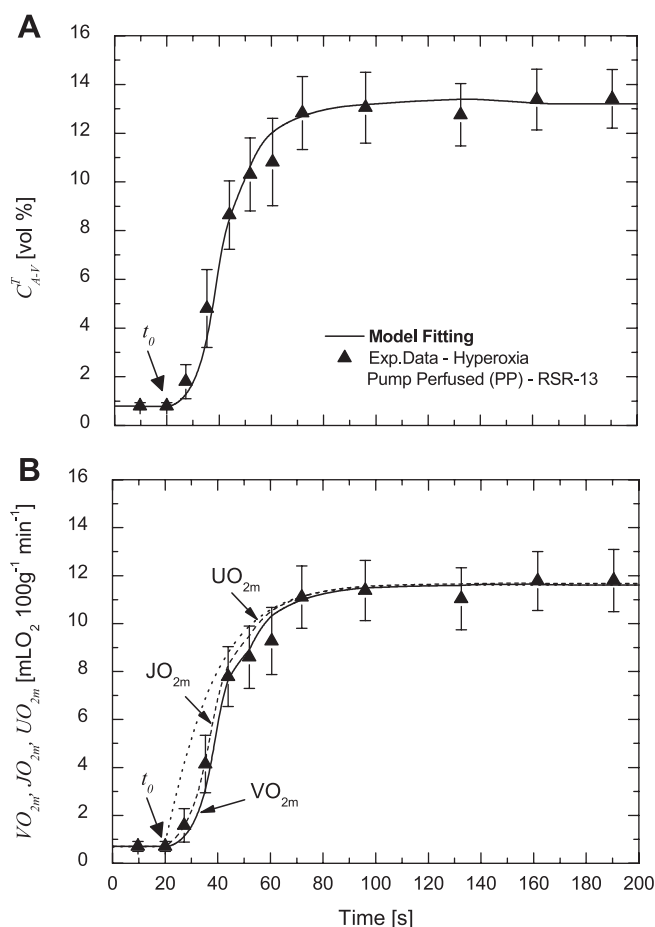 A
16
14
12
10
8
6
4
2
0
C^T_{A-V} [vol %]
t_0
Model Fitting
Exp.Data - Hyperoxia
Pump Perfused (PP) - RSR-13
B
16
14
12
10
8
6
4
2
0
VO_{2m}, JO_{2m}, UO_{2m} [mLO_2 100g^{-1} min^{-1}]
UO_{2m}
JO_{2m}
t_0
VO_{2m}
0 20 40 60 80 100 120 140 160 180 200
Time [s]